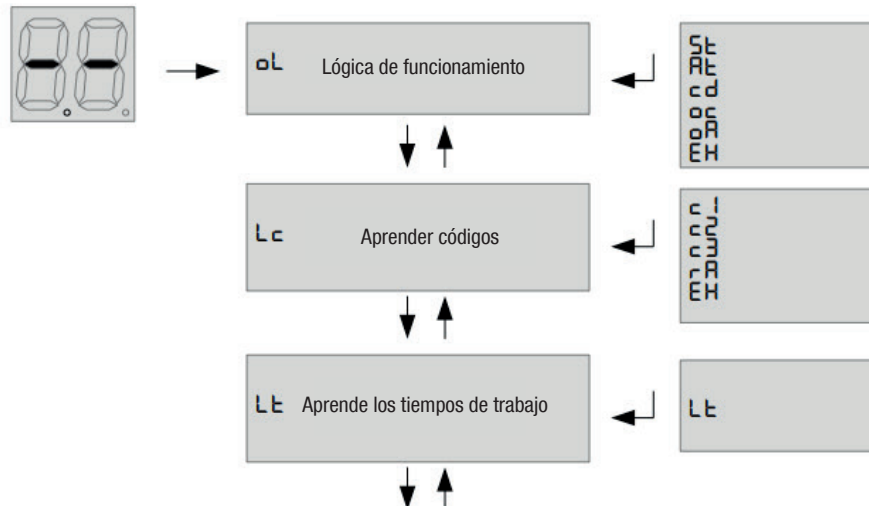 --
oL Lógica de funcionamiento
St
At
cd
oc
oA
EH
Lc Aprender códigos
c1
c2
c3
rA
EH
Lt Aprende los tiempos de trabajo
Lt